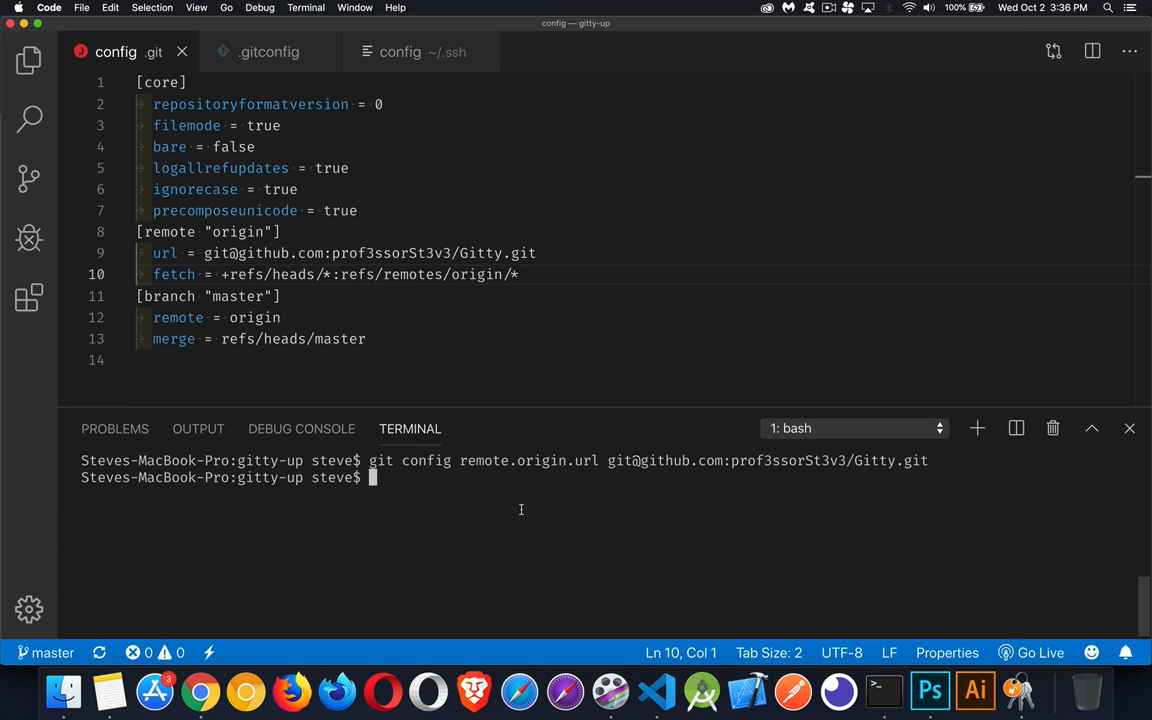 Code File Edit Selection View Go Debug Terminal Window Help 100% Wed Oct 2 3:36 PM
config — gitty-up
config .git .gitconfig config ~/.ssh
1 [core]
2 repositoryformatversion = 0
3 filemode = true
4 bare = false
5 logallrefupdates = true
6 ignorecase = true
7 precomposeunicode = true
8 [remote "origin"]
9 url = git@github.com:prof3ssorSt3v3/Gitty.git
10 fetch = +refs/heads/*:refs/remotes/origin/*
11 [branch "master"]
12 remote = origin
13 merge = refs/heads/master
14
PROBLEMS OUTPUT DEBUG CONSOLE TERMINAL 1: bash
Steves-MacBook-Pro:gitty-up steve$ git config remote.origin.url git@github.com:prof3ssorSt3v3/Gitty.git
Steves-MacBook-Pro:gitty-up steve$
master 0 0 Ln 10, Col 1 Tab Size: 2 UTF-8 LF Properties Go Live
3 >_ Ps Ai